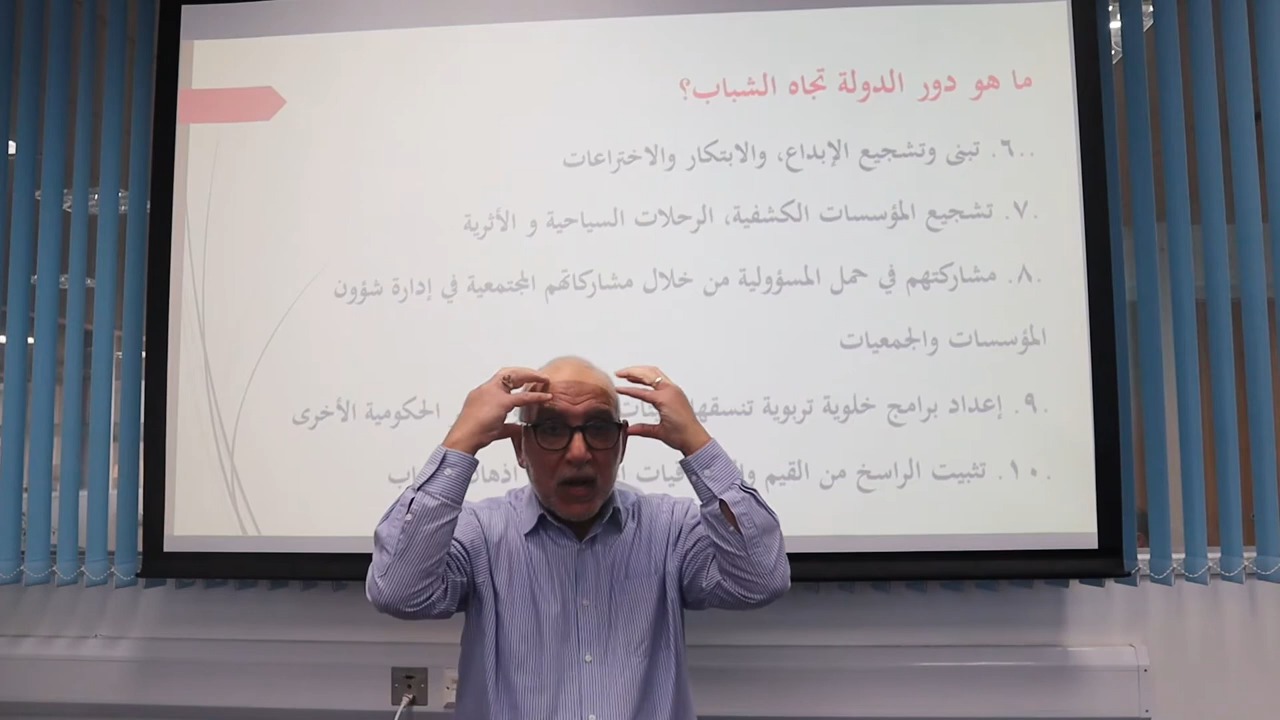 ما هو دور الدولة تجاه الشباب؟
..٦. تبنى وتشجيع الإبداع، والابتكار والاختراعات
.٧. تشجيع المؤسسات الكشفية، الرحلات السياحية و الأثرية
.٨. مشاركتهم في حمل المسؤولية من خلال مشاركاتهم المجتمعية في إدارة شؤون
المؤسسات والجمعيات
.٩. إعداد برامج خلوية تربوية تنسقها الحكومية الأخرى
.١٠. تثبيت الراسخ من القيم